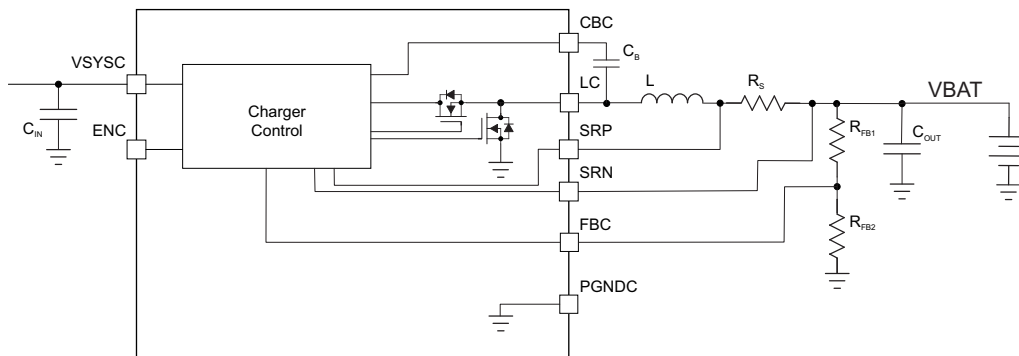 CBC
C_B
VSYSC
LC
L
R_S
VBAT
Charger
Control
C_IN
ENC
SRP
R_FB1
C_OUT
SRN
FBC
R_FB2
PGNDC